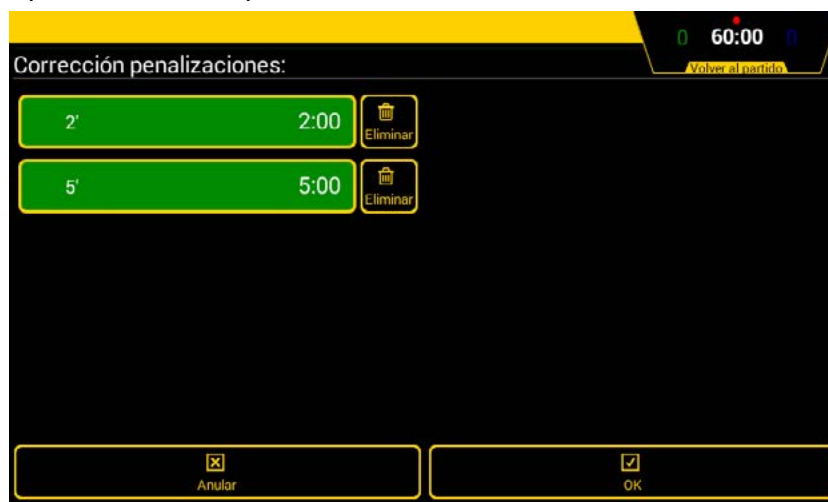 0 60:00 0
Volver al partido
Corrección penalizaciones:
2' 2:00 Eliminar
5' 5:00 Eliminar
Anular OK